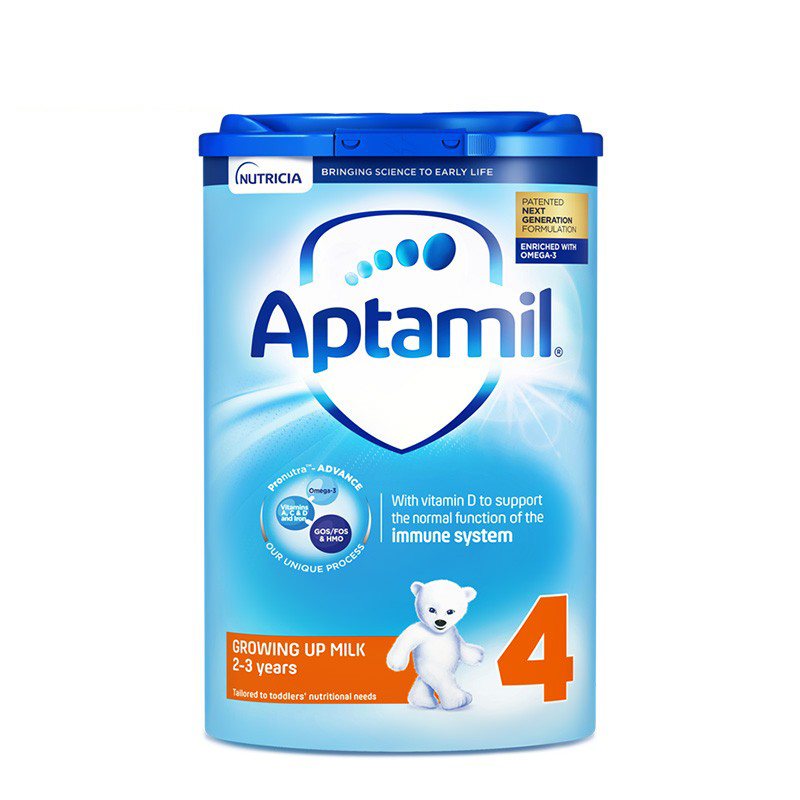 NUTRICIA
BRINGING SCIENCE TO EARLY LIFE
PATENTED
NEXT
GENERATION
FORMULATION
ENRICHED WITH
OMEGA-3
Aptamil®
Pronutra™- ADVANCE
Omega-3
Vitamins
A, C & D
and Iron
GOS/FOS
& HMO
OUR UNIQUE PROCESS
With vitamin D to support
the normal function of the
immune system
GROWING UP MILK
2-3 years
Tailored to toddlers' nutritional needs
4